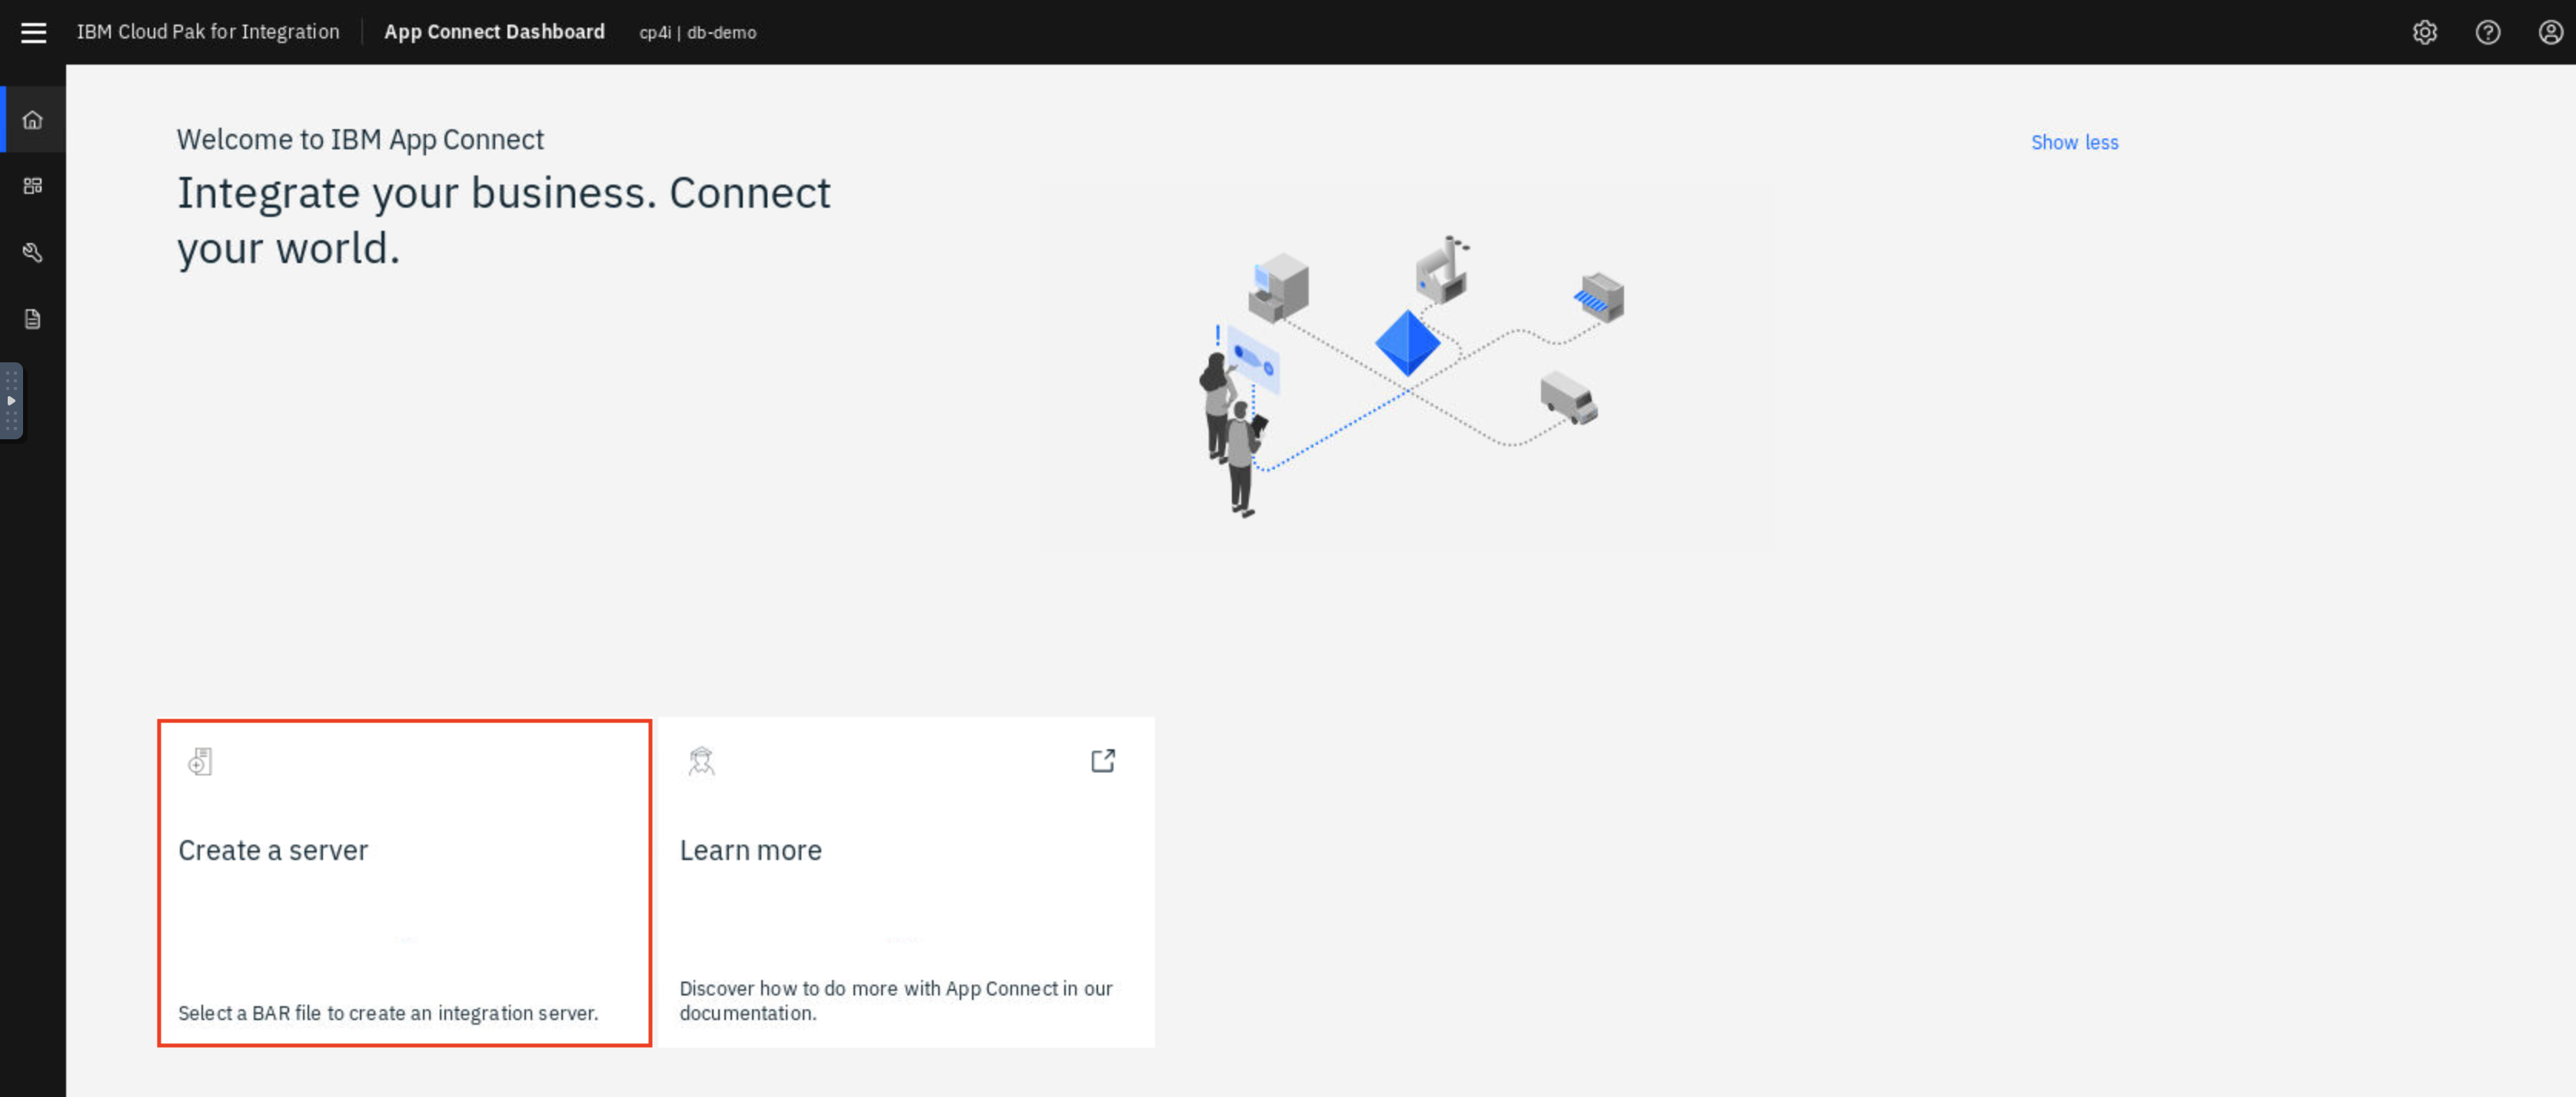 IBM Cloud Pak for Integration App Connect Dashboard cp4i | db-demo
Welcome to IBM App Connect
Show less
Integrate your business. Connect
your world.
Create a server
Select a BAR file to create an integration server.
Learn more
Discover how to do more with App Connect in our
documentation.